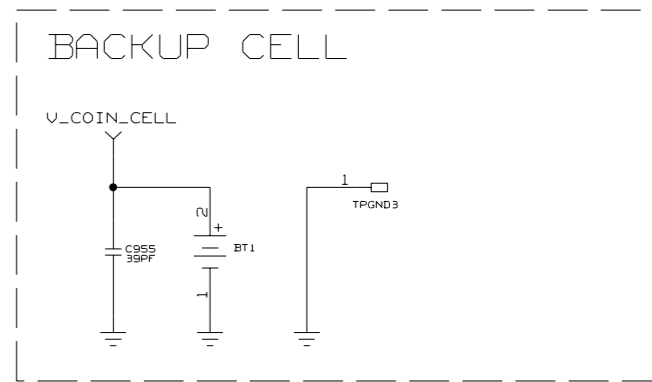 BACKUP CELL
V_COIN_CELL
1
TPGND3
2
+
C955
39PF
BT1
1